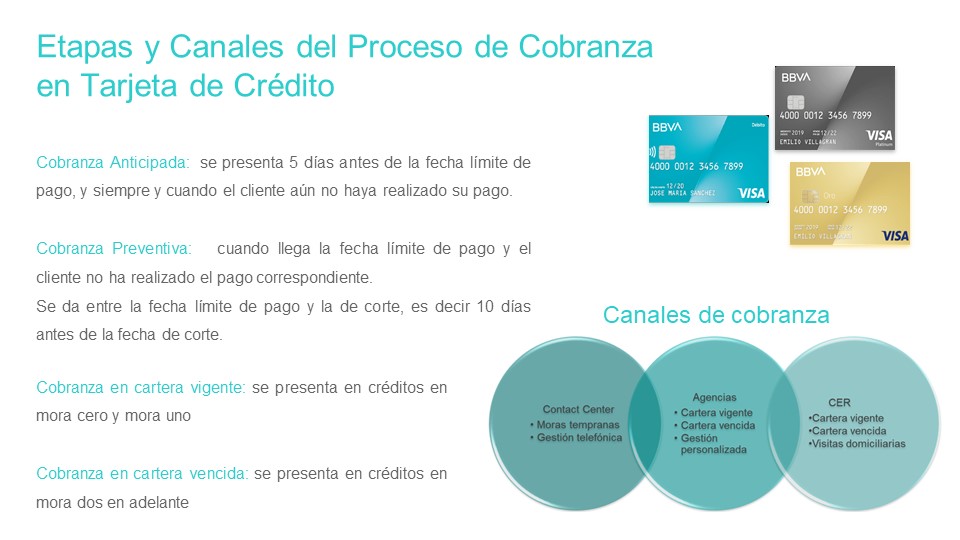 Etapas y Canales del Proceso de Cobranza
en Tarjeta de Crédito
Cobranza Anticipada: se presenta 5 días antes de la fecha límite de
pago, y siempre y cuando el cliente aún no haya realizado su pago.
Cobranza Preventiva: cuando llega la fecha límite de pago y el
cliente no ha realizado el pago correspondiente.
Se da entre la fecha límite de pago y la de corte, es decir 10 días
antes de la fecha de corte.
Cobranza en cartera vigente: se presenta en créditos en
mora cero y mora uno
Cobranza en cartera vencida: se presenta en créditos en
mora dos en adelante
BBVA
4000 0012 3456 7899
2019 12/22
EMILIO VILLAGRAN
VISA
Platinum
BBVA
Débito
4000 0012 3456 7899
12/20
JOSE MARIA SANCHEZ
VISA
BBVA
Oro
4000 0012 3456 7899
VISA
Canales de cobranza
Contact Center
• Moras tempranas
• Gestión telefónica
Agencias
• Cartera vigente
• Cartera vencida
• Gestión
personalizada
CER
•Cartera vigente
•Cartera vencida
•Visitas domiciliarias